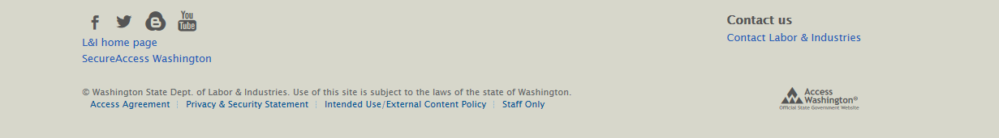 You
Tube
L&I home page
SecureAccess Washington
Contact us
Contact Labor & Industries
© Washington State Dept. of Labor & Industries. Use of this site is subject to the laws of the state of Washington.
Access Agreement Privacy & Security Statement Intended Use/External Content Policy Staff Only
Access
Washington®
Official State Government Website